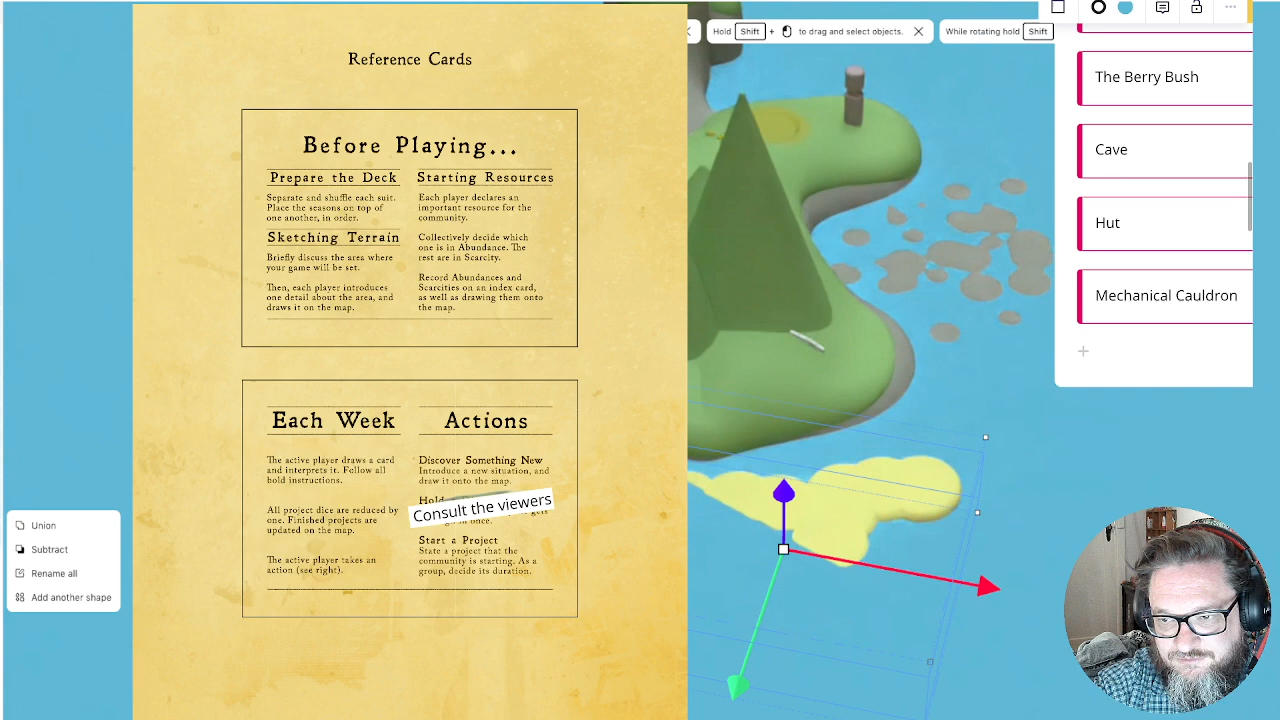 Reference Cards
Before Playing...
Prepare the Deck
Separate and shuffle each suit.
Place the seasons on top of
one another, in order.
Sketching Terrain
Briefly discuss the area where
your game will be set.
Then, each player introduces
one detail about the area, and
draws it on the map.
Starting Resources
Each player declares an
important resource for the
community.
Collectively decide which
one is in Abundance. The
rest are in Scarcity.
Record Abundances and
Scarcities on an index card,
as well as drawing them onto
the map.
Each Week
The active player draws a card
and interprets it. Follow all
bold instructions.
All project dice are reduced by
one. Finished projects are
updated on the map.
The active player takes an
action (see right).
Actions
Discover Something New
Introduce a new situation, and
draw it onto the map.
Hold
Consult the viewers
once.
Start a Project
State a project that the
community is starting. As a
group, decide its duration.
Union
Subtract
Rename all
Add another shape
Hold Shift + to drag and select objects.
While rotating hold Shift
The Berry Bush
Cave
Hut
Mechanical Cauldron